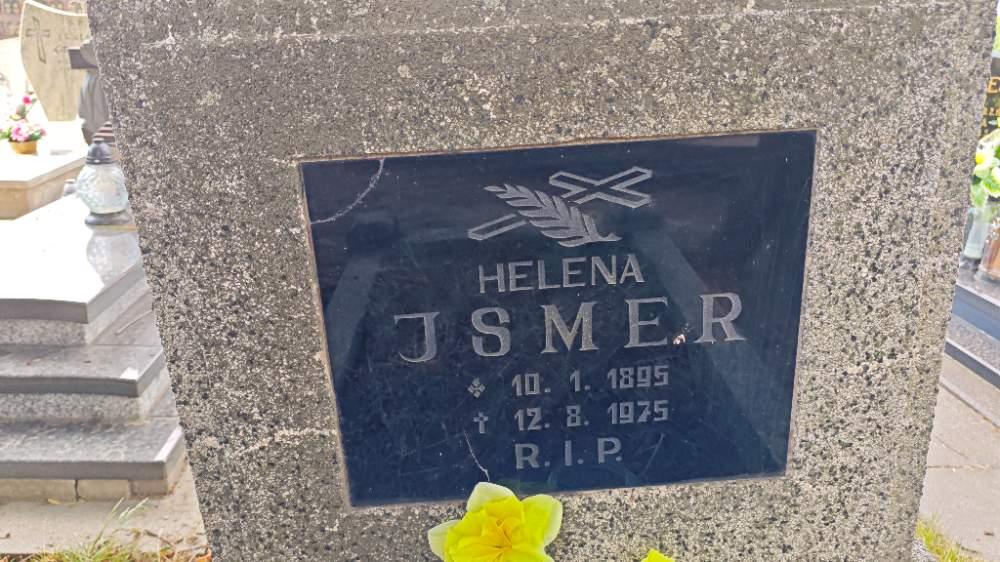 HELENA
JSMER
10. 1. 1895
✝ 12. 8. 1975
R. I. P.